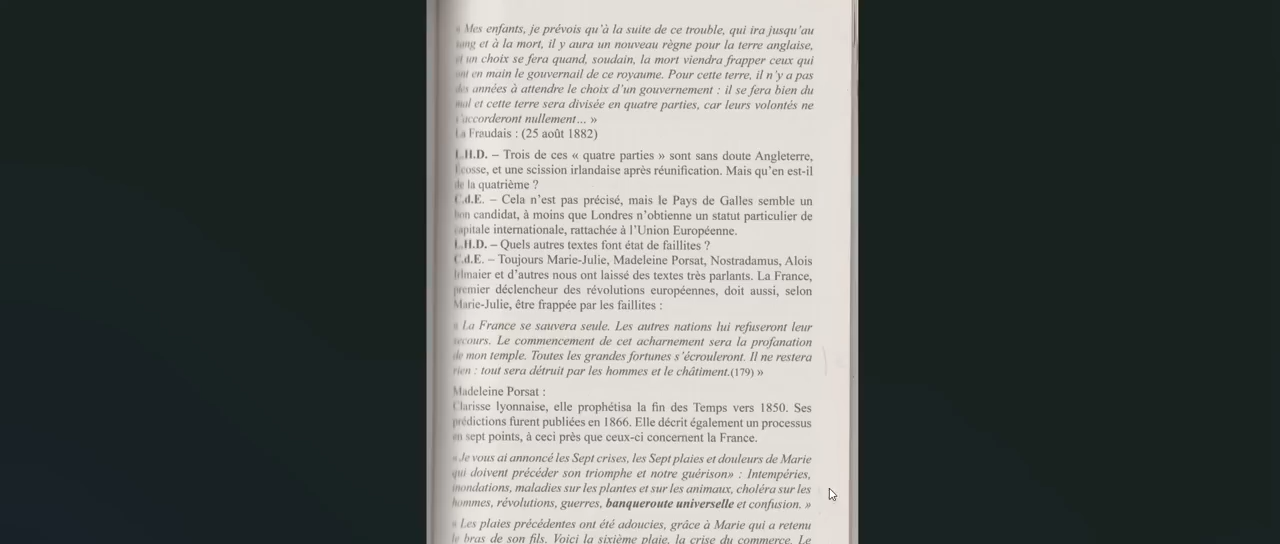 « Mes enfants, je prévois qu'à la suite de ce trouble, qui ira jusqu'au
sang et à la mort, il y aura un nouveau règne pour la terre anglaise,
et un choix se fera quand, soudain, la mort viendra frapper ceux qui
ont en main le gouvernail de ce royaume. Pour cette terre, il n'y a pas
des années à attendre le choix d'un gouvernement : il se fera bien du
mal et cette terre sera divisée en quatre parties, car leurs volontés ne
s'accorderont nullement... »
La Fraudais : (25 août 1882)
L.H.D. – Trois de ces « quatre parties » sont sans doute Angleterre,
Écosse, et une scission irlandaise après réunification. Mais qu'en est-il
de la quatrième ?
C.d.E. – Cela n'est pas précisé, mais le Pays de Galles semble un
bon candidat, à moins que Londres n'obtienne un statut particulier de
capitale internationale, rattachée à l'Union Européenne.
L.H.D. – Quels autres textes font état de faillites ?
C.d.E. – Toujours Marie-Julie, Madeleine Porsat, Nostradamus, Alois
Irlmaier et d'autres nous ont laissé des textes très parlants. La France,
premier déclencheur des révolutions européennes, doit aussi, selon
Marie-Julie, être frappée par les faillites :
« La France se sauvera seule. Les autres nations lui refuseront leur
secours. Le commencement de cet acharnement sera la profanation
de mon temple. Toutes les grandes fortunes s'écrouleront. Il ne restera
rien : tout sera détruit par les hommes et le châtiment.(179) »
Madeleine Porsat :
Clarisse lyonnaise, elle prophétisa la fin des Temps vers 1850. Ses
prédictions furent publiées en 1866. Elle décrit également un processus
en sept points, à ceci près que ceux-ci concernent la France.
«Je vous ai annoncé les Sept crises, les Sept plaies et douleurs de Marie
qui doivent précéder son triomphe et notre guérison» : Intempéries,
inondations, maladies sur les plantes et sur les animaux, choléra sur les
hommes, révolutions, guerres, banqueroute universelle et confusion. »
« Les plaies précédentes ont été adoucies, grâce à Marie qui a retenu
le bras de son fils. Voici la sixième plaie, la crise du commerce. Le